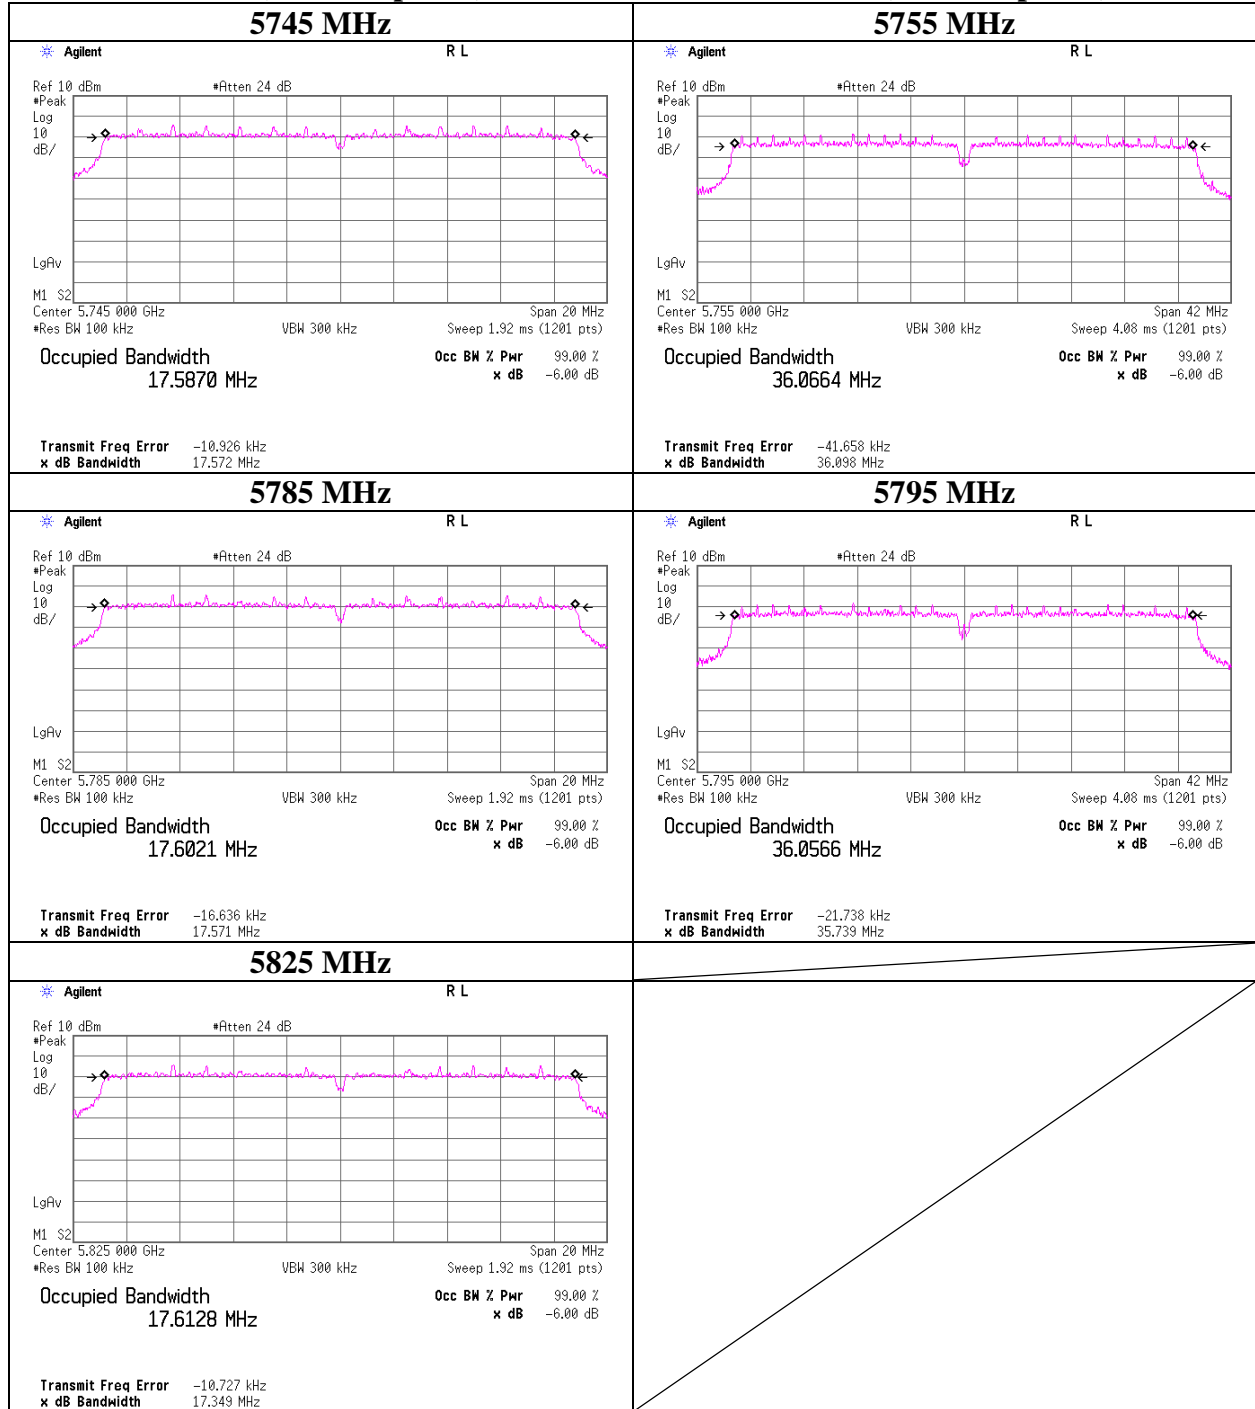 5745 MHz
Agilent R L
Ref 10 dBm #Atten 24 dB
#Peak
Log
10
dB/
LgAv
M1 S2
Center 5.745 000 GHz Span 20 MHz
#Res BW 100 kHz VBW 300 kHz Sweep 1.92 ms (1201 pts)
Occupied Bandwidth Occ BW % Pwr 99.00 %
17.5870 MHz x dB -6.00 dB
Transmit Freq Error -10.926 kHz
x dB Bandwidth 17.572 MHz
5755 MHz
Agilent R L
Ref 10 dBm #Atten 24 dB
#Peak
Log
10
dB/
LgAv
M1 S2
Center 5.755 000 GHz Span 42 MHz
#Res BW 100 kHz VBW 300 kHz Sweep 4.08 ms (1201 pts)
Occupied Bandwidth Occ BW % Pwr 99.00 %
36.0664 MHz x dB -6.00 dB
Transmit Freq Error -41.658 kHz
x dB Bandwidth 36.098 MHz
5785 MHz
Agilent R L
Ref 10 dBm #Atten 24 dB
#Peak
Log
10
dB/
LgAv
M1 S2
Center 5.785 000 GHz Span 20 MHz
#Res BW 100 kHz VBW 300 kHz Sweep 1.92 ms (1201 pts)
Occupied Bandwidth Occ BW % Pwr 99.00 %
17.6021 MHz x dB -6.00 dB
Transmit Freq Error -16.636 kHz
x dB Bandwidth 17.571 MHz
5795 MHz
Agilent R L
Ref 10 dBm #Atten 24 dB
#Peak
Log
10
dB/
LgAv
M1 S2
Center 5.795 000 GHz Span 42 MHz
#Res BW 100 kHz VBW 300 kHz Sweep 4.08 ms (1201 pts)
Occupied Bandwidth Occ BW % Pwr 99.00 %
36.0566 MHz x dB -6.00 dB
Transmit Freq Error -21.738 kHz
x dB Bandwidth 35.739 MHz
5825 MHz
Agilent R L
Ref 10 dBm #Atten 24 dB
#Peak
Log
10
dB/
LgAv
M1 S2
Center 5.825 000 GHz Span 20 MHz
#Res BW 100 kHz VBW 300 kHz Sweep 1.92 ms (1201 pts)
Occupied Bandwidth Occ BW % Pwr 99.00 %
17.6128 MHz x dB -6.00 dB
Transmit Freq Error -10.727 kHz
x dB Bandwidth 17.349 MHz